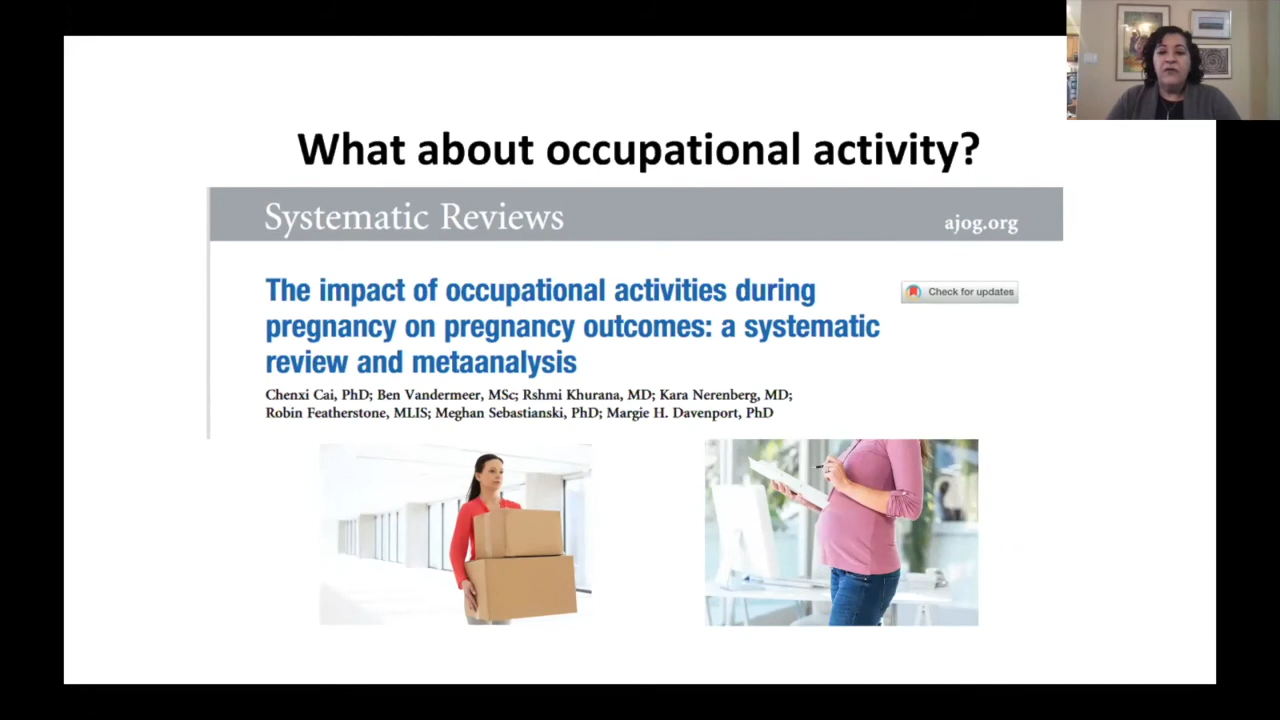 What about occupational activity?
Systematic Reviews
ajog.org
The impact of occupational activities during
Check for updates
pregnancy on pregnancy outcomes: a systematic
review and metaanalysis
Chenxi Cai, PhD; Ben Vandermeer, MSc; Rshmi Khurana, MD; Kara Nerenberg, MD;
Robin Featherstone, MLIS; Meghan Sebastianski, PhD; Margie H. Davenport, PhD